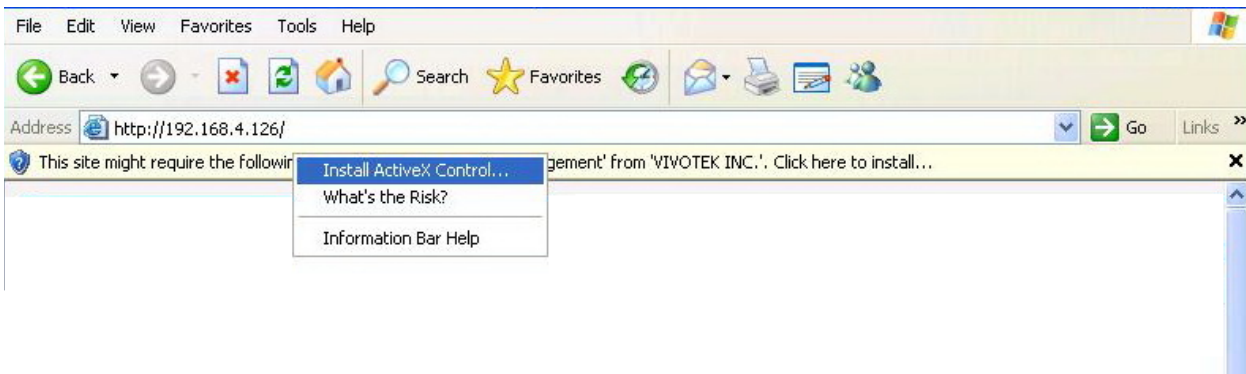 File Edit View Favorites Tools Help
Back Search Favorites
Address http://192.168.4.126/ Go Links »
This site might require the followin gement' from 'VIVOTEK INC.'. Click here to install...
Install ActiveX Control...
What's the Risk?
Information Bar Help